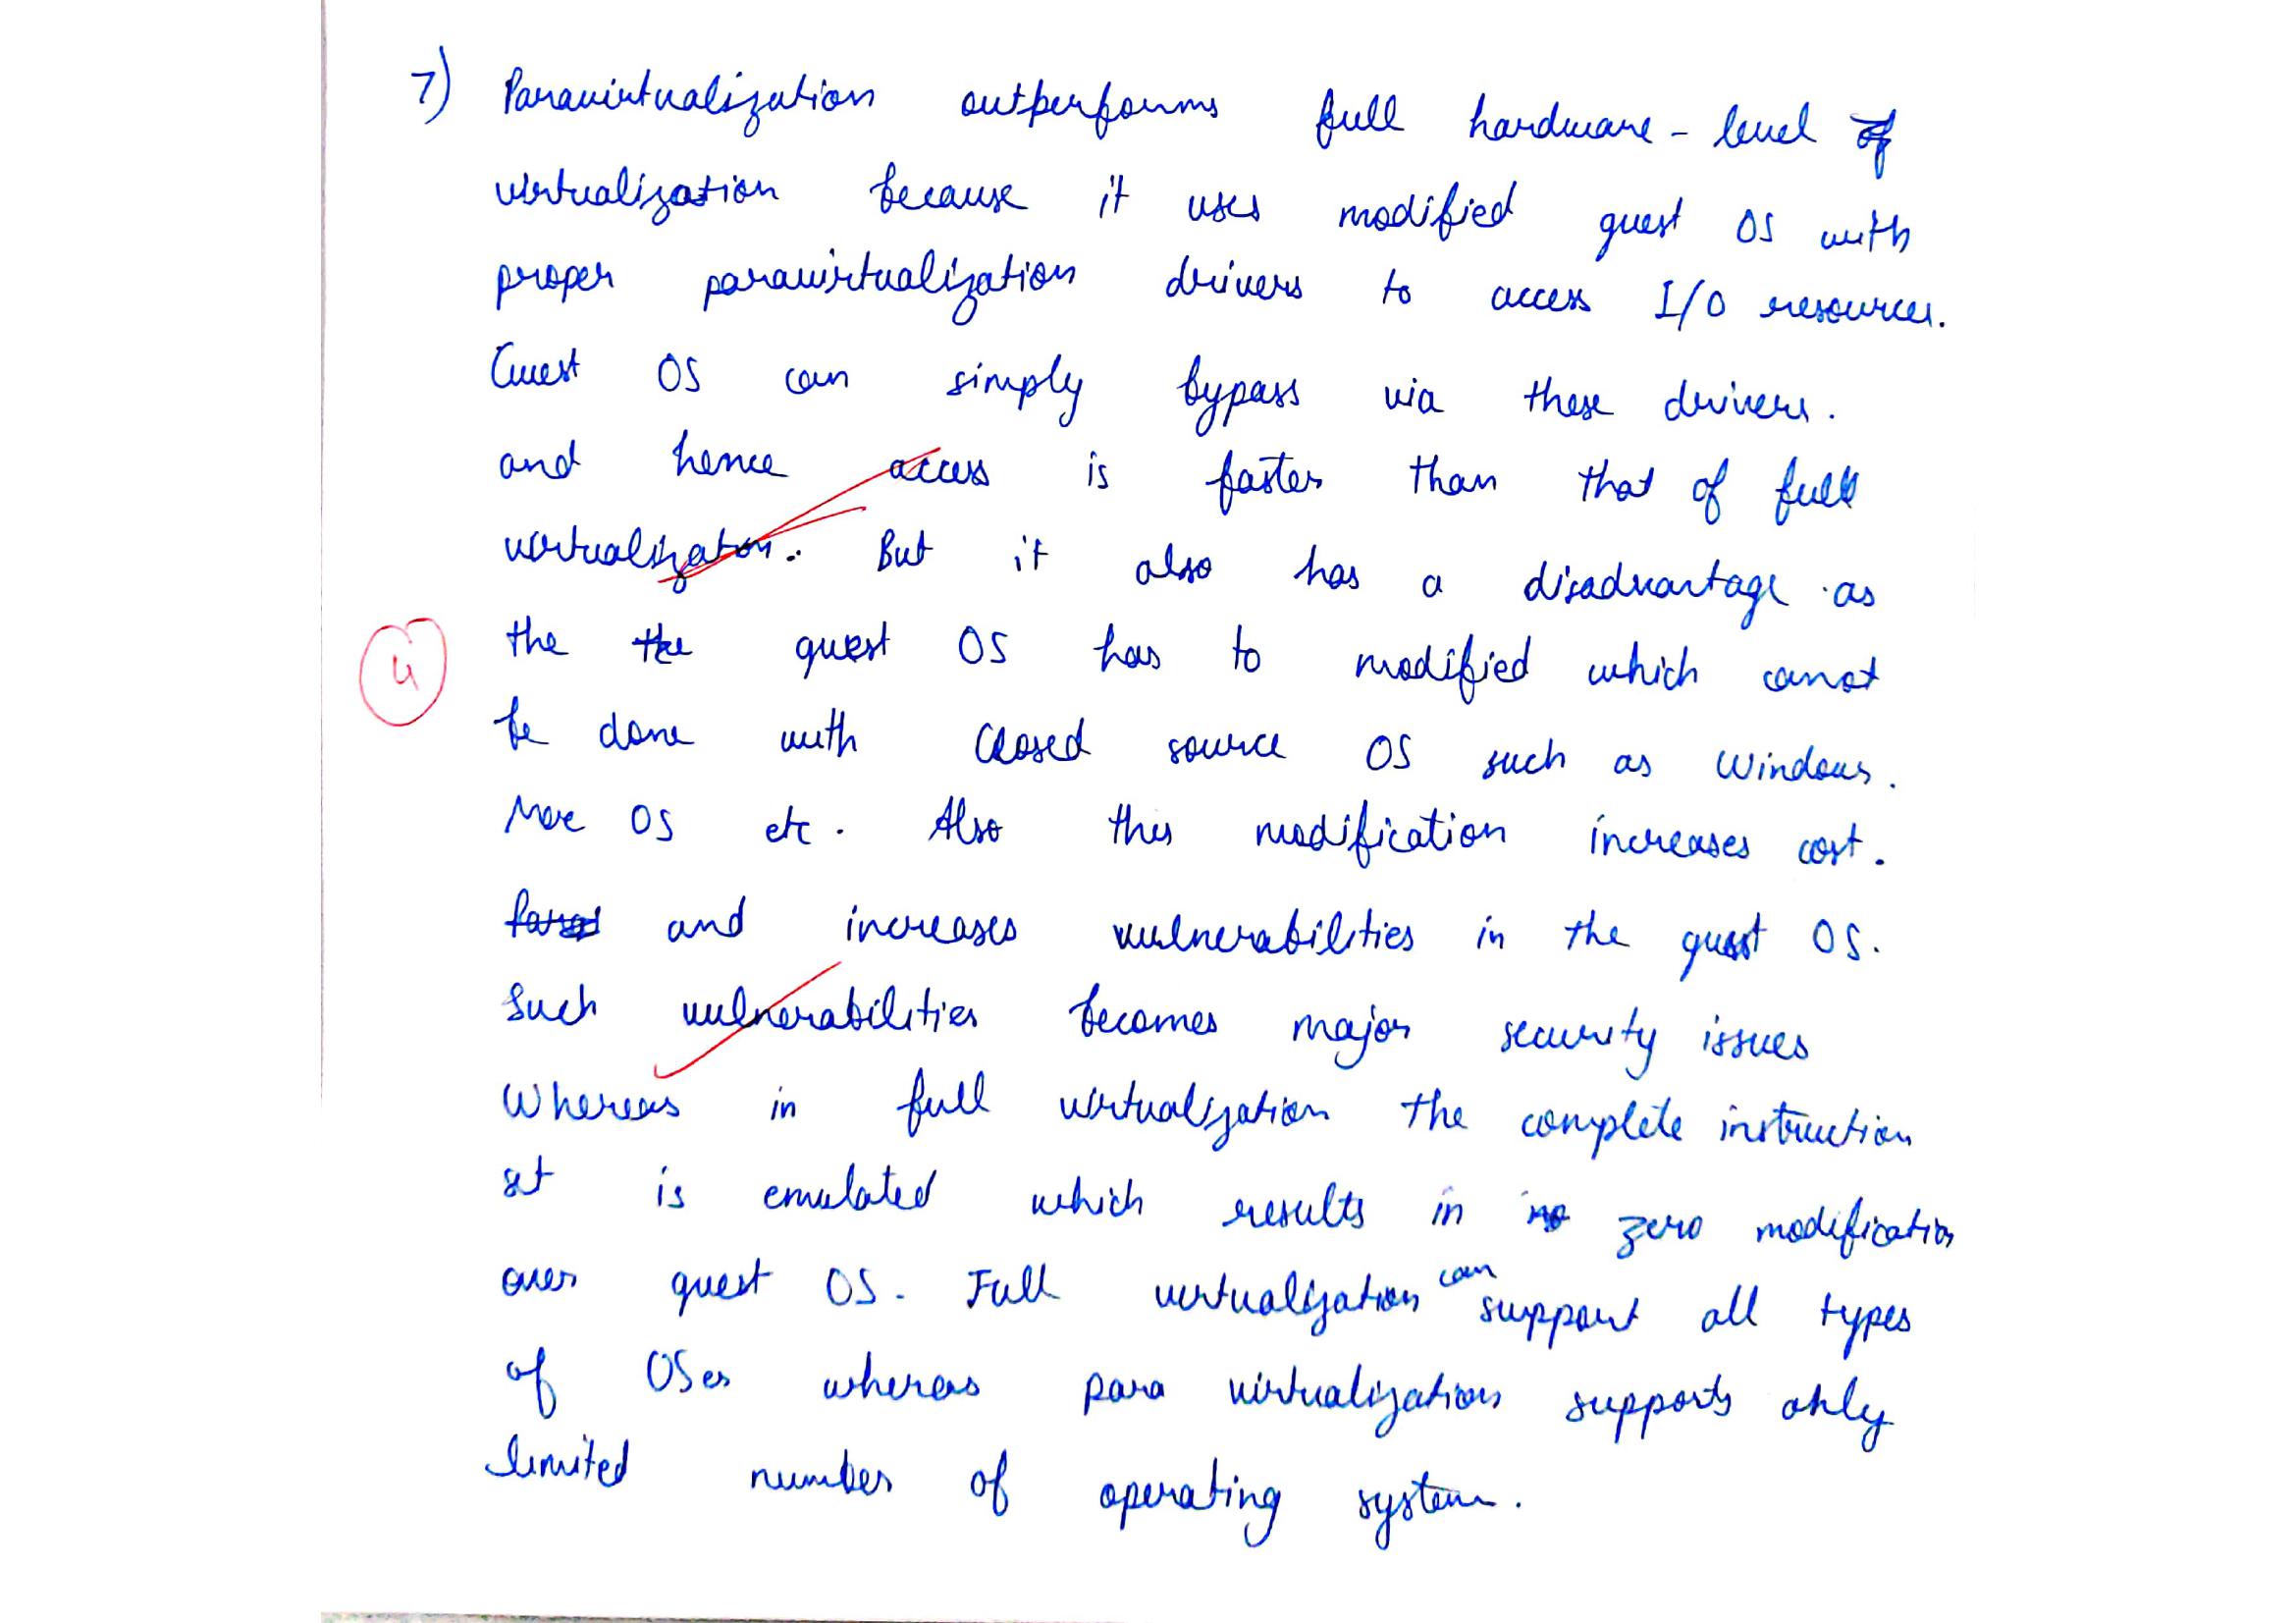 7) Paravirtualization outperforms full hardware-level of
virtualization because it uses modified guest OS with
proper paravirtualization drivers to access I/O resources.
Guest OS can simply bypass via these drivers.
and hence access is faster than that of full
virtualization. But it also has a disadvantage as
the the guest OS has to modified which canot
4
be done with closed source OS such as Windows.
Mac OS etc. Also this modification increases cost.
and increases vulnerabilities in the guest OS.
Such vulnerabilities becomes major security issues
Whereas in full virtualization the complete instruction
set is emulated which results in no zero modification
over guest OS. Full virtualization can support all types
of OSes whereas para virtualization supports only
limited number of operating system.